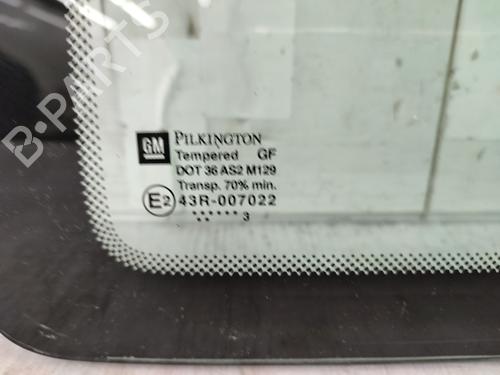 B-PARTS
GM PILKINGTON
Tempered GF
DOT 36 AS2 M129
Transp. 70% min.
E2 43R-007022
....... 3